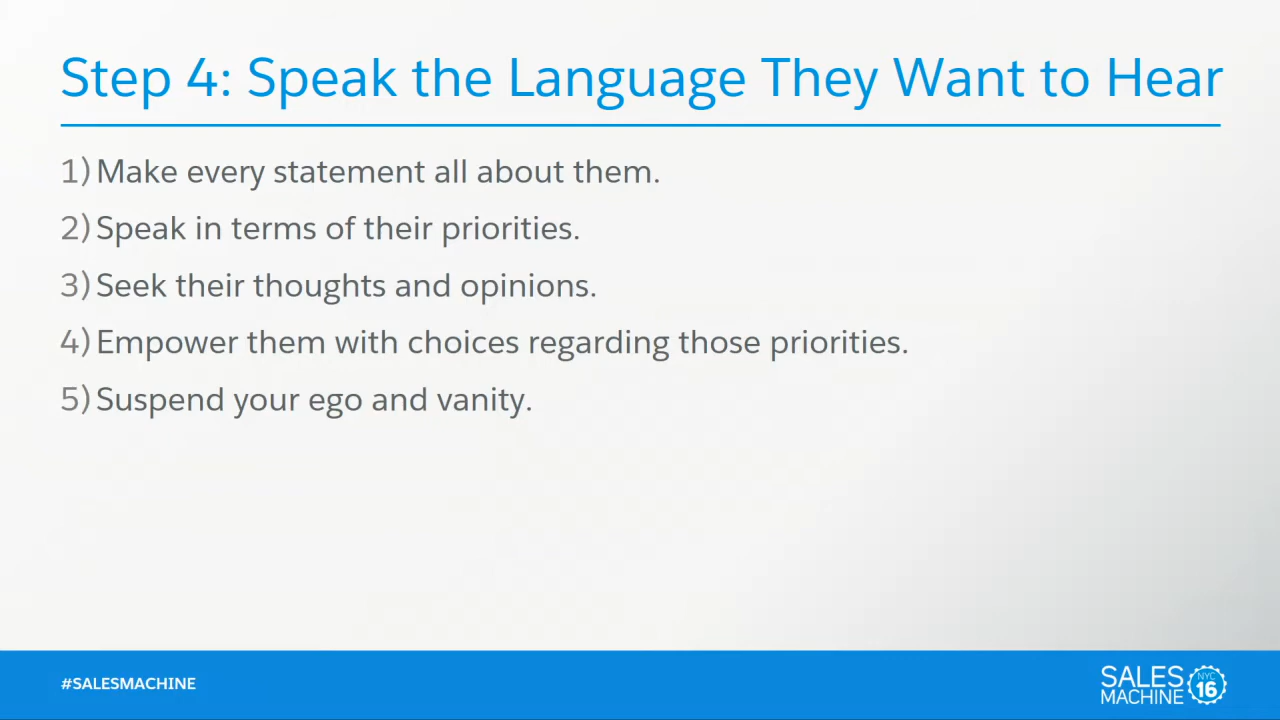 Step 4: Speak the Language They Want to Hear
1) Make every statement all about them.
2) Speak in terms of their priorities.
3) Seek their thoughts and opinions.
4) Empower them with choices regarding those priorities.
5) Suspend your ego and vanity.
#SALESMACHINE
SALES
MACHINE
NYC
16